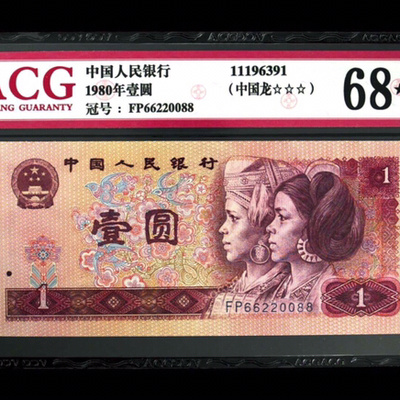 ACG
NG GUARANTY
中国人民银行
1980年壹圆
冠号：FP66220088
11196391
（中国龙☆☆☆）
68★
中国人民银行
1
壹圆
FP66220088
1
1